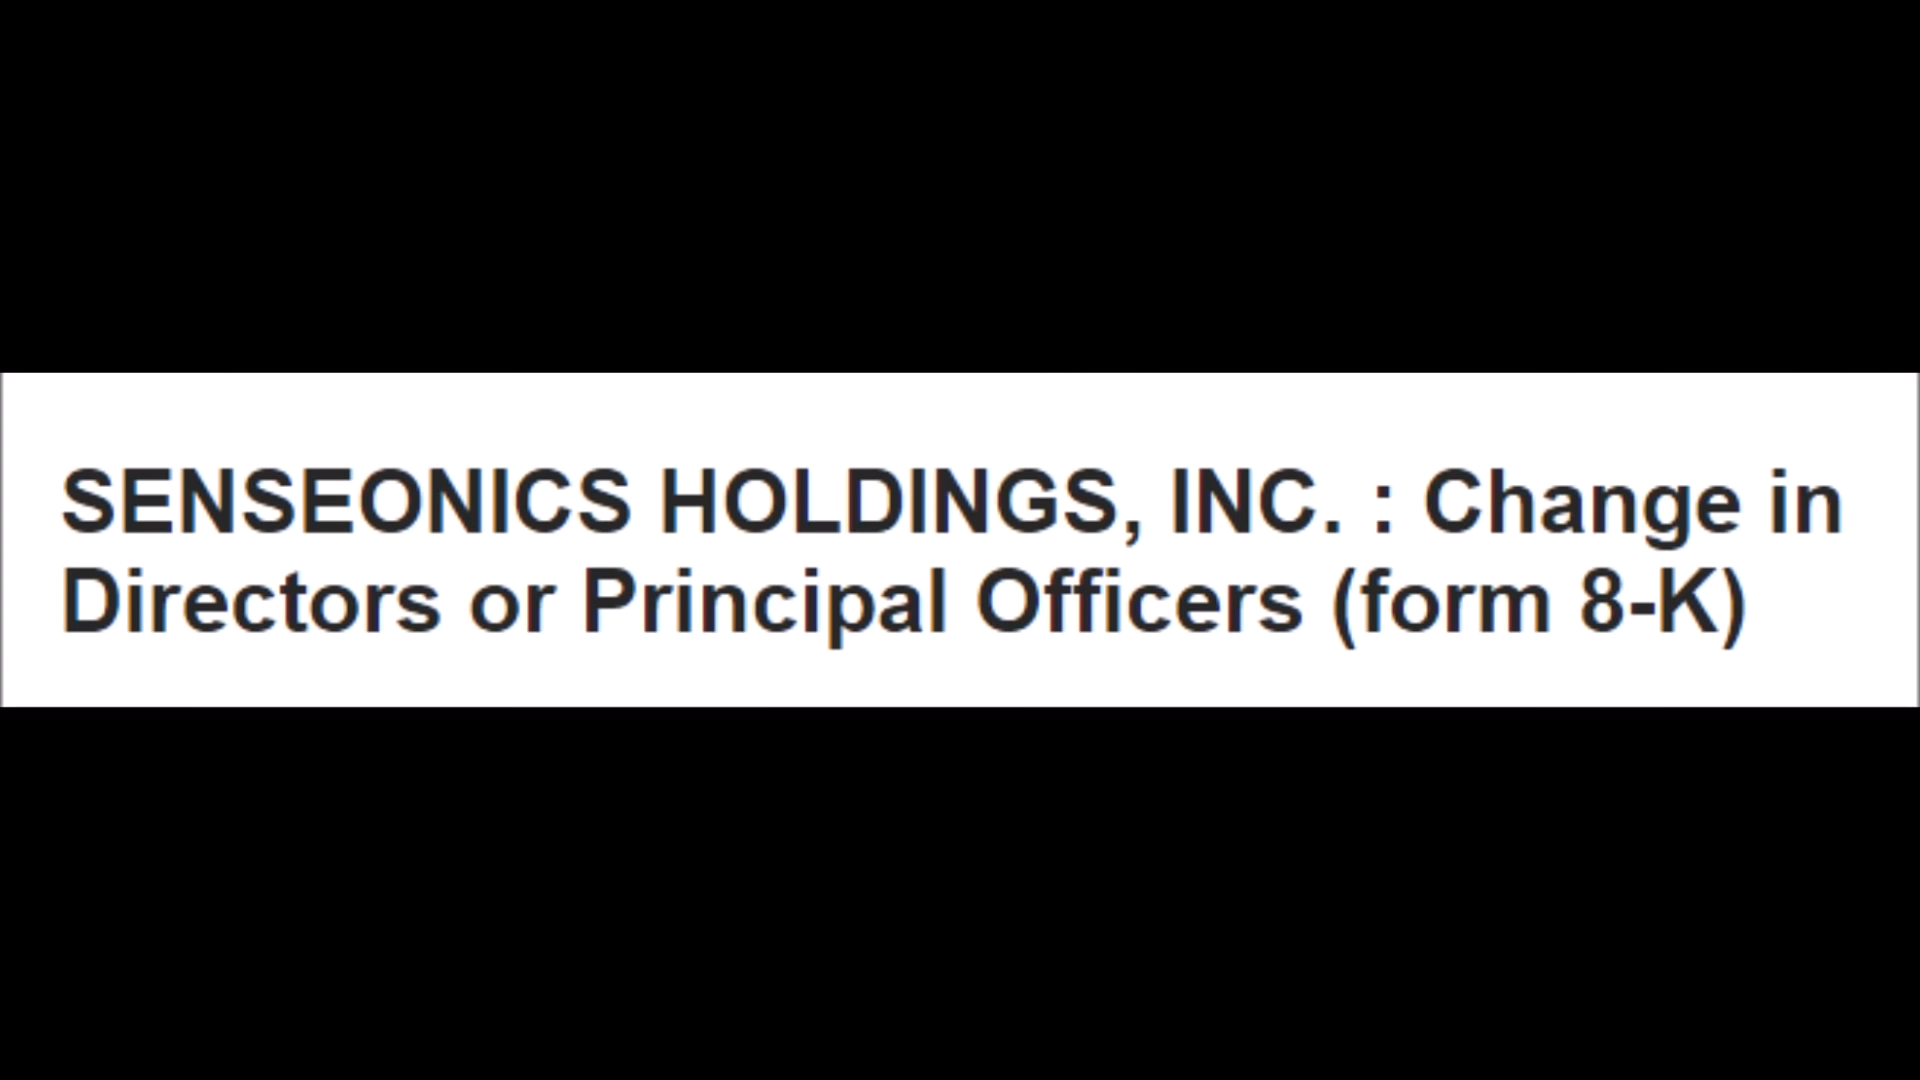 SENSEONICS HOLDINGS, INC. : Change in
Directors or Principal Officers (form 8-K)